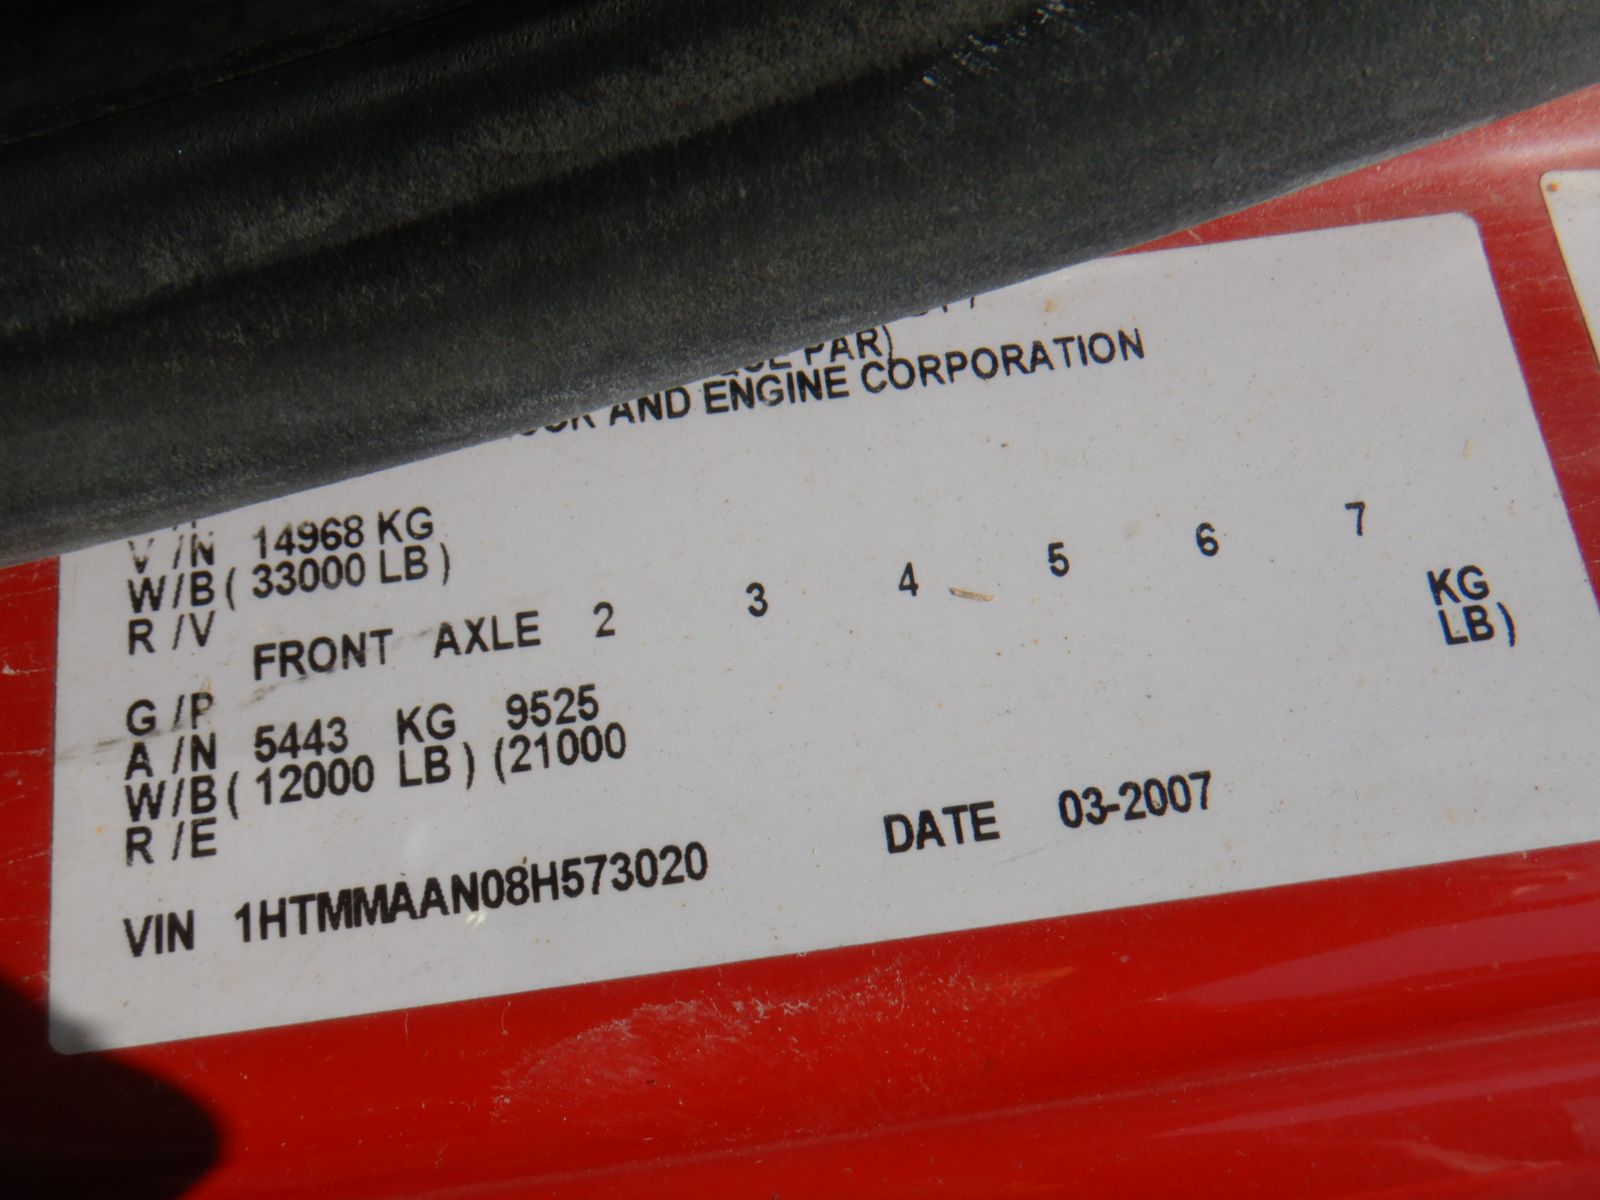 PAR)
AND ENGINE CORPORATION
V /N 14968 KG
W/B ( 33000 LB )
R /V
FRONT AXLE 2 3 4 5 6 7
KG
LB)
G /P
A /N 5443 KG 9525
W/B ( 12000 LB ) (21000
R /E
VIN 1HTMMAAN08H573020 DATE 03-2007